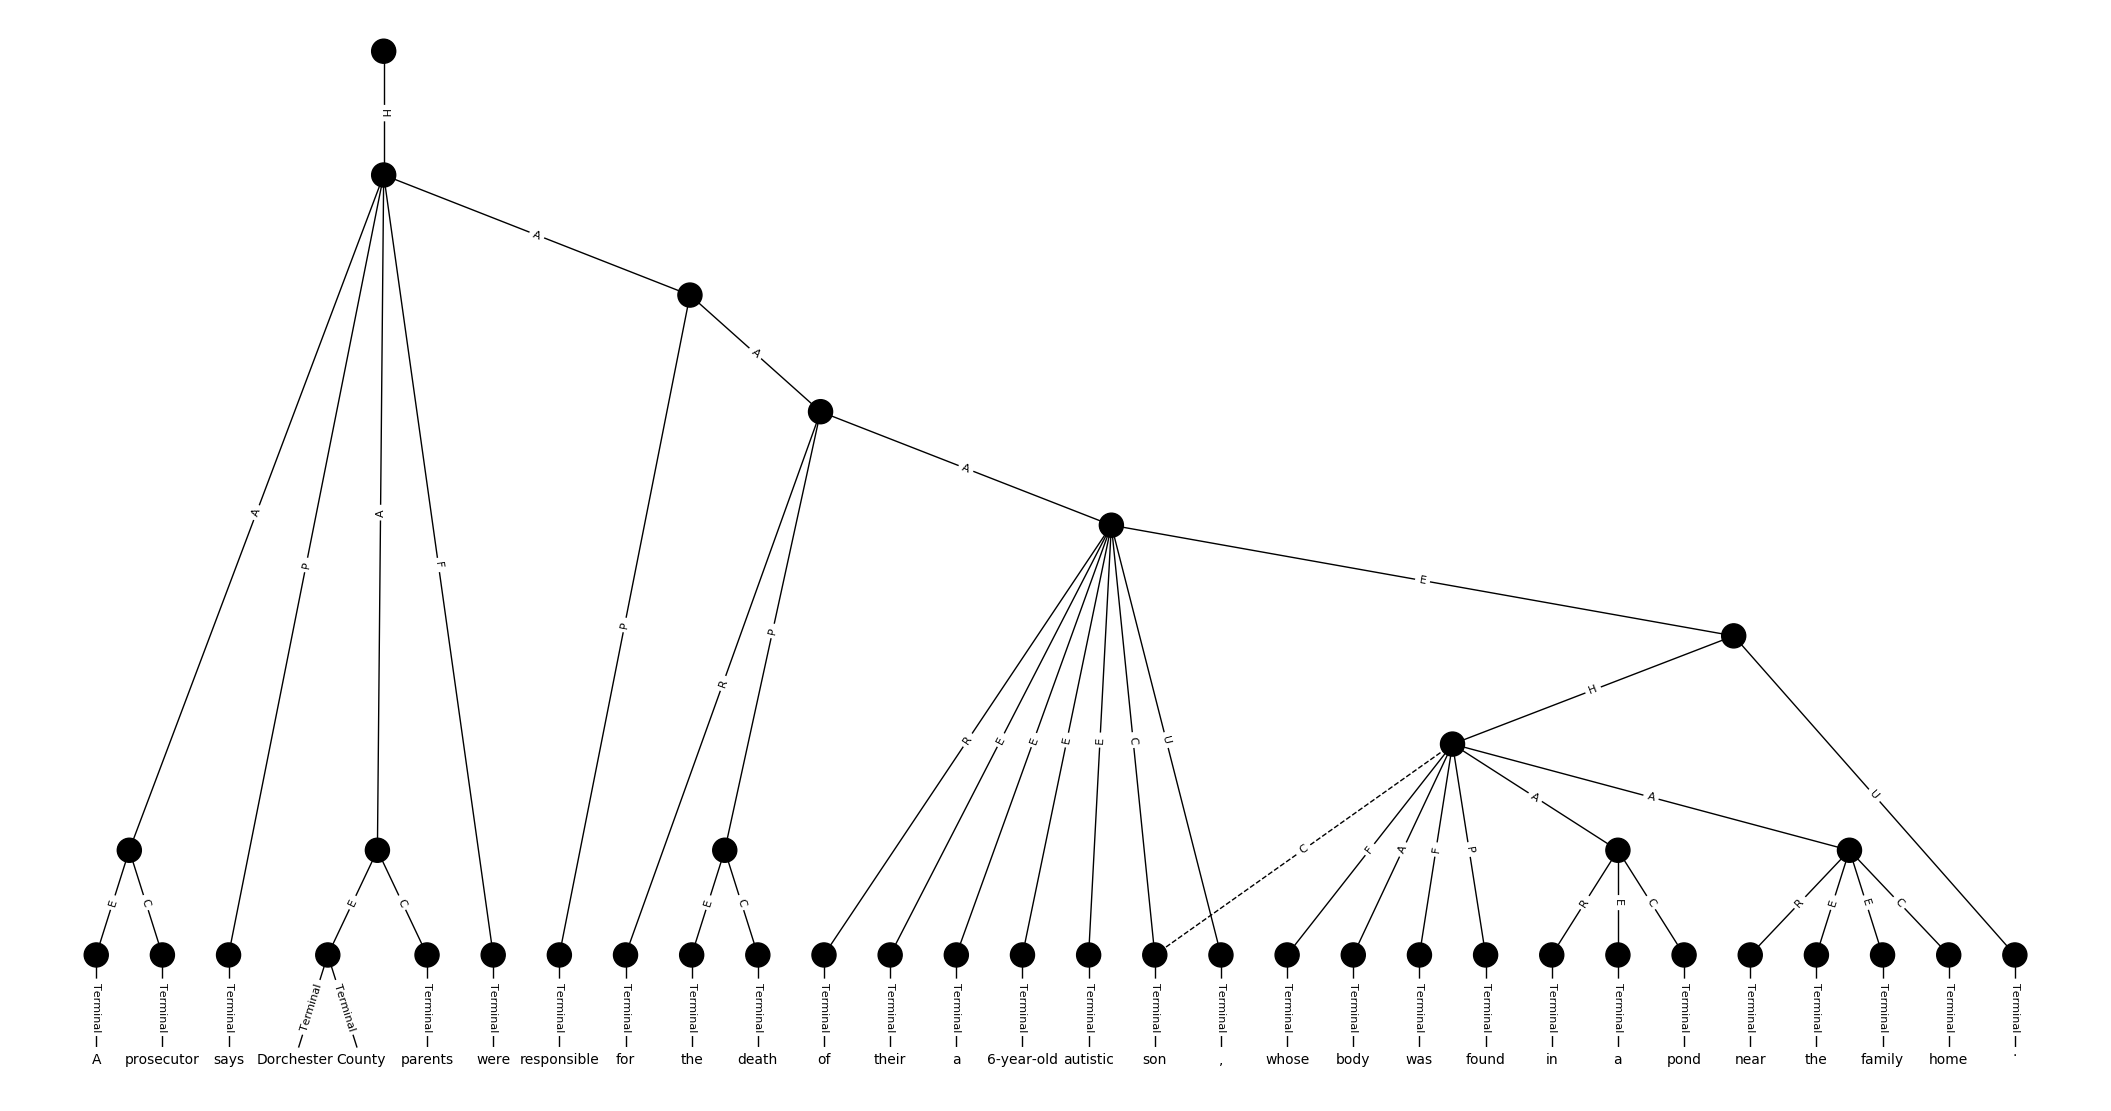 H
A
A
A
A P A F
E
P P
H
R
R E E E E C U
A A U
C F A F P
E C E C E C R E C R E E C
Terminal Terminal Terminal Terminal Terminal Terminal Terminal Terminal Terminal Terminal Terminal Terminal Terminal Terminal Terminal Terminal Terminal Terminal Terminal Terminal Terminal Terminal Terminal Terminal Terminal Terminal Terminal Terminal Terminal Terminal
A prosecutor says Dorchester County parents were responsible for the death of their a 6-year-old autistic son , whose body was found in a pond near the family home .